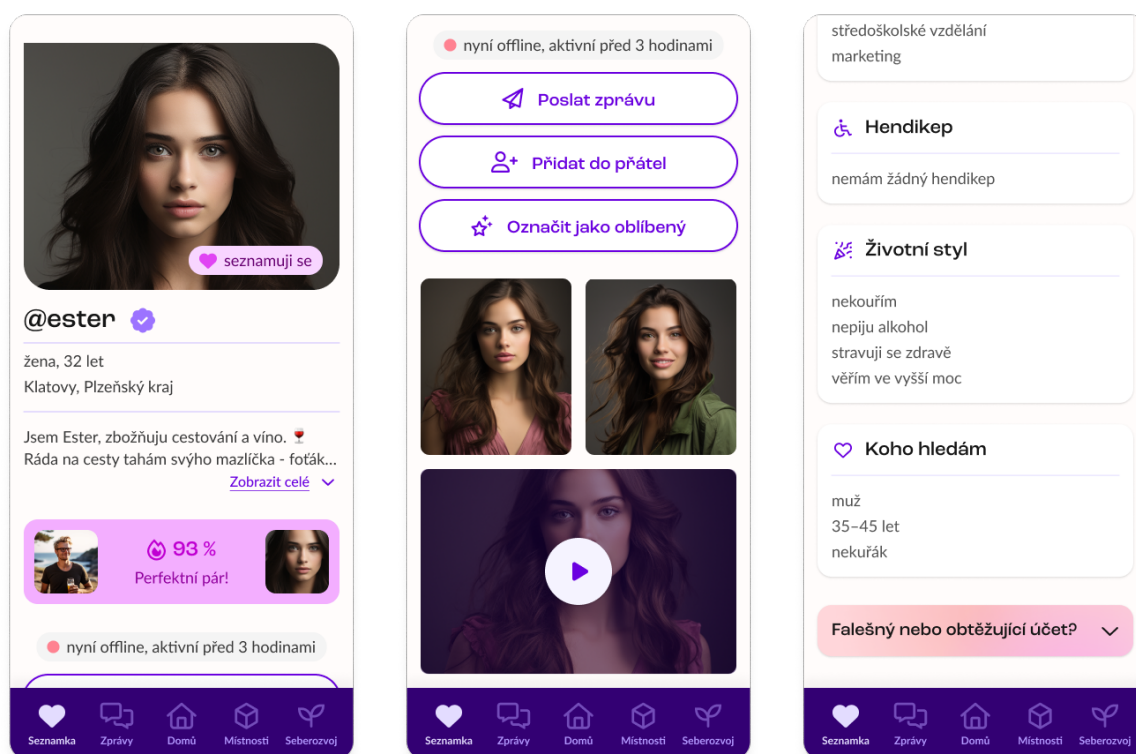 seznamuji se
@ester
žena, 32 let
Klatovy, Plzeňský kraj
Jsem Ester, zbožňuju cestování a víno. 🍷
Ráda na cesty tahám svýho mazlíčka - foťák...
Zobrazit celé
93 %
Perfektní pár!
nyní offline, aktivní před 3 hodinami
Seznamka Zprávy Domů Místnosti Seberozvoj
nyní offline, aktivní před 3 hodinami
Poslat zprávu
Přidat do přátel
Označit jako oblíbený
Seznamka Zprávy Domů Místnosti Seberozvoj
středoškolské vzdělání
marketing
Hendikep
nemám žádný hendikep
Životní styl
nekouřím
nepiju alkohol
stravuji se zdravě
věřím ve vyšší moc
Koho hledám
muž
35–45 let
nekuřák
Falešný nebo obtěžující účet?
Seznamka Zprávy Domů Místnosti Seberozvoj